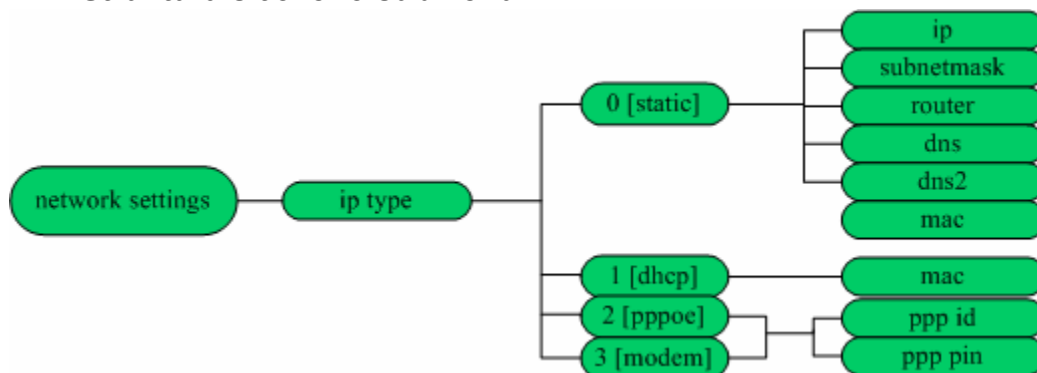 network settings
ip type
0 [static]
ip
subnetmask
router
dns
dns2
mac
1 [dhcp]
mac
2 [pppoe]
3 [modem]
ppp id
ppp pin